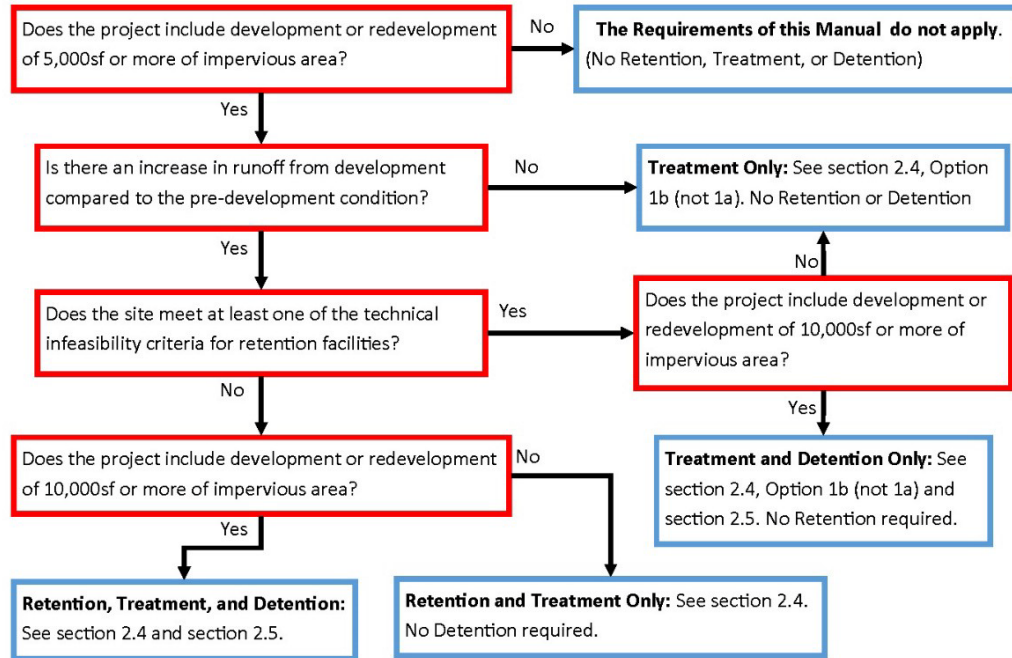 Does the project include development or redevelopment
of 5,000sf or more of impervious area?
No
The Requirements of this Manual do not apply.
(No Retention, Treatment, or Detention)
Yes
Is there an increase in runoff from development
compared to the pre-development condition?
No
Treatment Only: See section 2.4, Option
1b (not 1a). No Retention or Detention
Yes
No
Does the site meet at least one of the technical
infeasibility criteria for retention facilities?
Yes
Does the project include development or
redevelopment of 10,000sf or more of
impervious area?
No
Yes
Does the project include development or redevelopment
of 10,000sf or more of impervious area?
No
Treatment and Detention Only: See
section 2.4, Option 1b (not 1a) and
section 2.5. No Retention required.
Yes
Retention, Treatment, and Detention:
See section 2.4 and section 2.5.
Retention and Treatment Only: See section 2.4.
No Detention required.